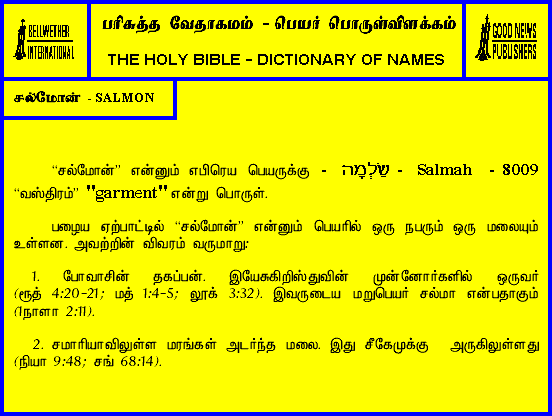 BELLWETHER
INTERNATIONAL
பரிசுத்த வேதாகமம் - பெயர் பொருள்விளக்கம்
THE HOLY BIBLE - DICTIONARY OF NAMES
GOOD NEWS
PUBLISHERS
சல்மோன் - SALMON
“சல்மோன்” என்னும் எபிரெய பெயருக்கு - שַׂלְמָה - Salmah - 8009
“வஸ்திரம்” "garment" என்று பொருள்.
பழைய ஏற்பாட்டில் “சல்மோன்” என்னும் பெயரில் ஒரு நபரும் ஒரு மலையும்
உள்ளன. அவற்றின் விவரம் வருமாறு:
1. போவாசின் தகப்பன். இயேசுகிறிஸ்துவின் முன்னோர்களில் ஒருவர்
(ரூத் 4:20-21; மத் 1:4-5; லூக் 3:32). இவருடைய மறுபெயர் சல்மா என்பதாகும்
(1நாளா 2:11).
2. சமாரியாவிலுள்ள மரங்கள் அடர்ந்த மலை. இது சீகேமுக்கு அருகிலுள்ளது
(நியா 9:48; சங் 68:14).